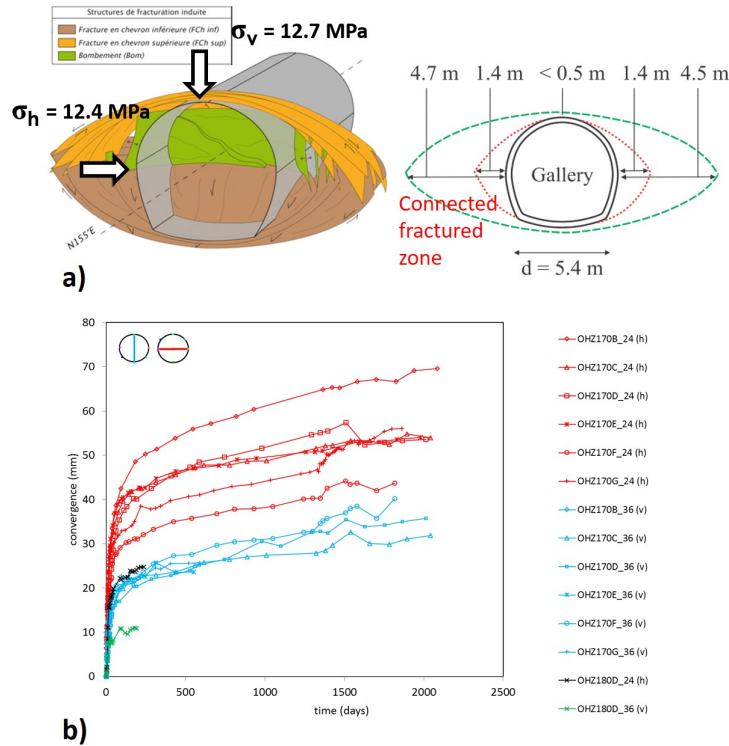 Structures de fracturation induite
Fracture en chevron inférieure (FCh inf)
Fracture en chevron supérieure (FCh sup)
Bombement (Bom)
σv = 12.7 MPa
σh = 12.4 MPa
N155°E
a)
4.7 m 1.4 m < 0.5 m 1.4 m 4.5 m
Gallery
Connected
fractured
zone
d = 5.4 m
80
70
60
50
40
30
20
10
0
convergence (mm)
0 500 1000 1500 2000 2500
time (days)
OHZ170B_24 (h)
OHZ170C_24 (h)
OHZ170D_24 (h)
OHZ170E_24 (h)
OHZ170F_24 (h)
OHZ170G_24 (h)
OHZ170B_36 (v)
OHZ170C_36 (v)
OHZ170D_36 (v)
OHZ170E_36 (v)
OHZ170F_36 (v)
OHZ170G_36 (v)
OHZ180D_24 (h)
OHZ180D_36 (v)
b)